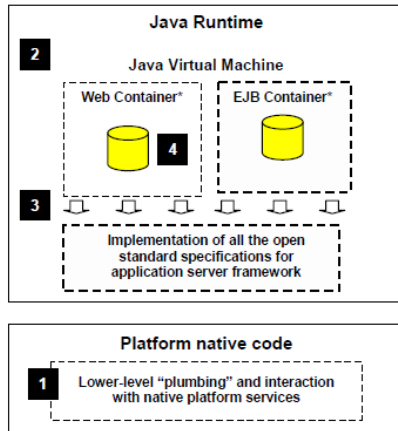 Java Runtime
2
Java Virtual Machine
Web Container*
EJB Container*
4
3
Implementation of all the open
standard specifications for
application server framework
Platform native code
1
Lower-level “plumbing” and interaction
with native platform services